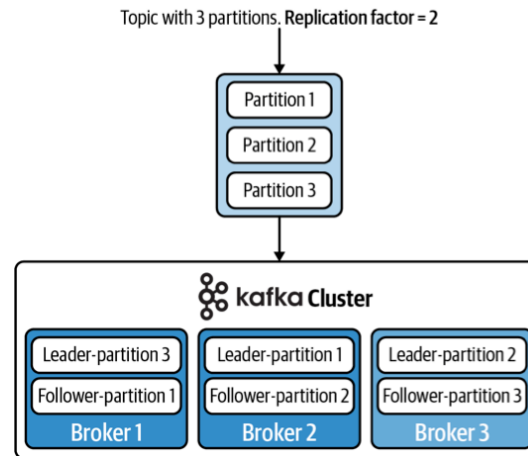 Topic with 3 partitions. Replication factor = 2
Partition 1
Partition 2
Partition 3
kafka Cluster
Leader-partition 3
Follower-partition 1
Broker 1
Leader-partition 1
Follower-partition 2
Broker 2
Leader-partition 2
Follower-partition 3
Broker 3